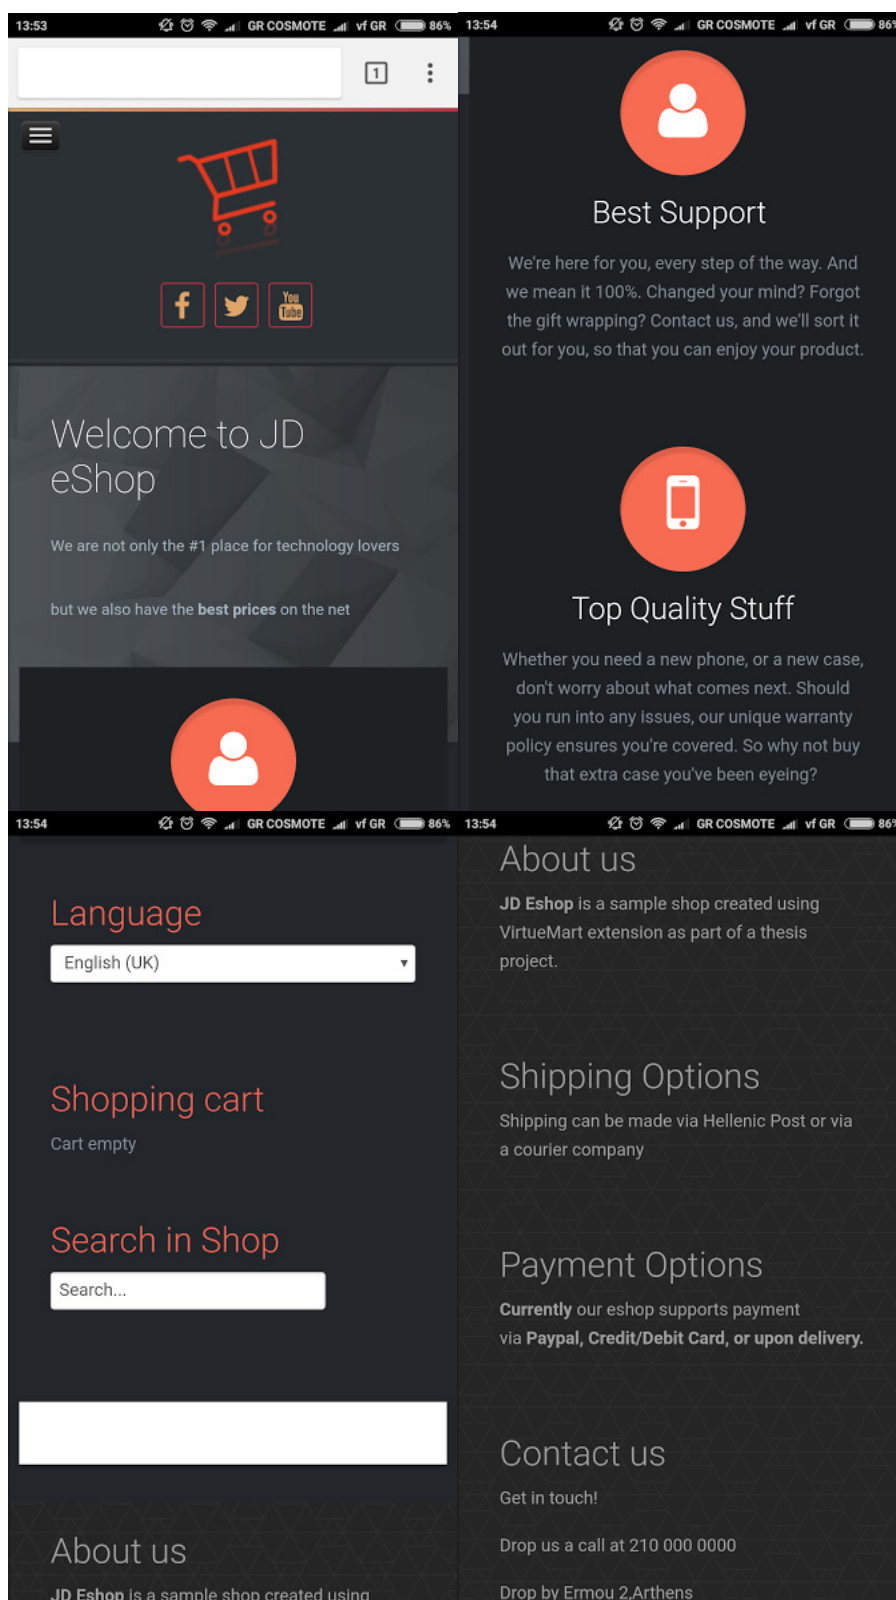 13:53 GR COSMOTE vf GR 86%
1
You
Tube
Welcome to JD
eShop
We are not only the #1 place for technology lovers
but we also have the best prices on the net
13:54 GR COSMOTE vf GR 86%
Best Support
We're here for you, every step of the way. And
we mean it 100%. Changed your mind? Forgot
the gift wrapping? Contact us, and we'll sort it
out for you, so that you can enjoy your product.
Top Quality Stuff
Whether you need a new phone, or a new case,
don't worry about what comes next. Should
you run into any issues, our unique warranty
policy ensures you're covered. So why not buy
that extra case you've been eyeing?
13:54 GR COSMOTE vf GR 86%
Language
English (UK)
Shopping cart
Cart empty
Search in Shop
Search...
About us
JD Eshop is a sample shop created using
13:54 GR COSMOTE vf GR 86%
About us
JD Eshop is a sample shop created using
VirtueMart extension as part of a thesis
project.
Shipping Options
Shipping can be made via Hellenic Post or via
a courier company
Payment Options
Currently our eshop supports payment
via Paypal, Credit/Debit Card, or upon delivery.
Contact us
Get in touch!
Drop us a call at 210 000 0000
Drop by Ermou 2,Arthens